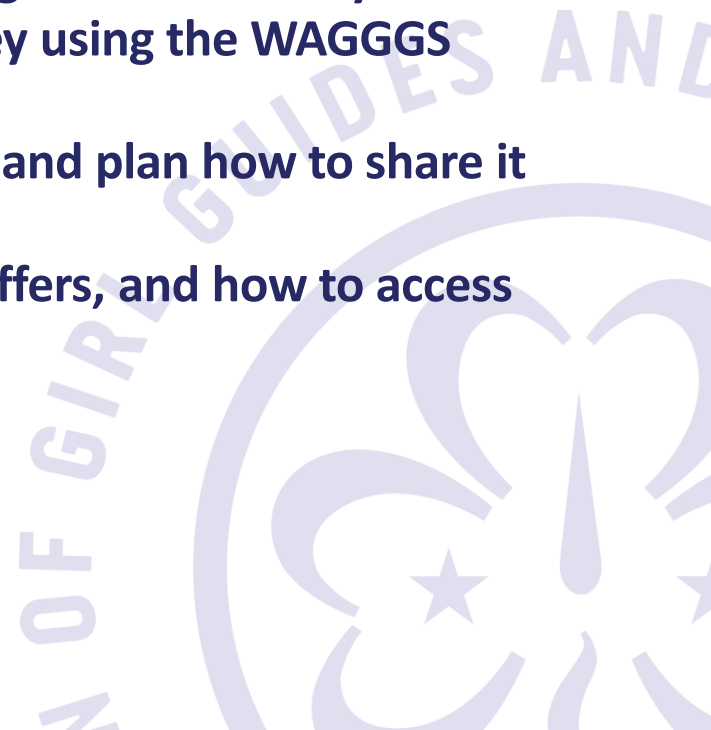 ey using the WAGGGS
and plan how to share it
ffers, and how to access
N OF GIRL GUIDES AND